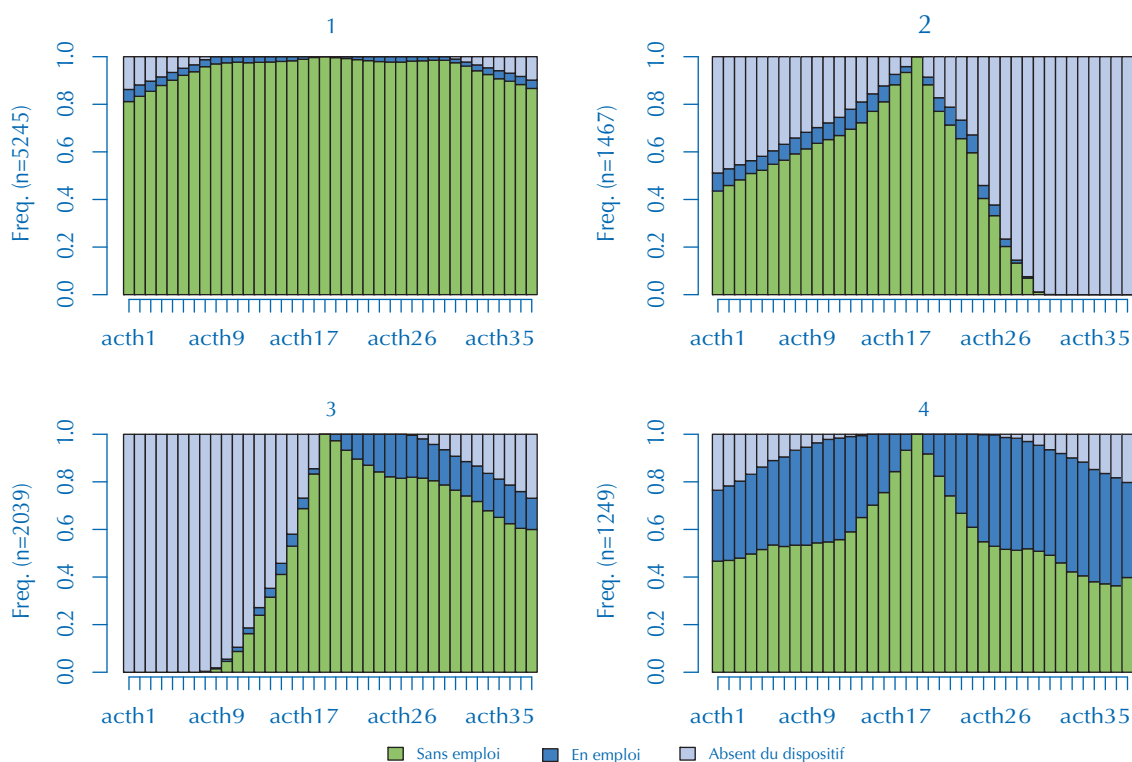 1
Freq. (n=5245)
0.0 0.2 0.4 0.6 0.8 1.0
acth1 acth9 acth17 acth26 acth35
2
Freq. (n=1467)
0.0 0.2 0.4 0.6 0.8 1.0
acth1 acth9 acth17 acth26 acth35
3
Freq. (n=2039)
0.0 0.2 0.4 0.6 0.8 1.0
acth1 acth9 acth17 acth26 acth35
4
Freq. (n=1249)
0.0 0.2 0.4 0.6 0.8 1.0
acth1 acth9 acth17 acth26 acth35
Sans emploi En emploi Absent du dispositif